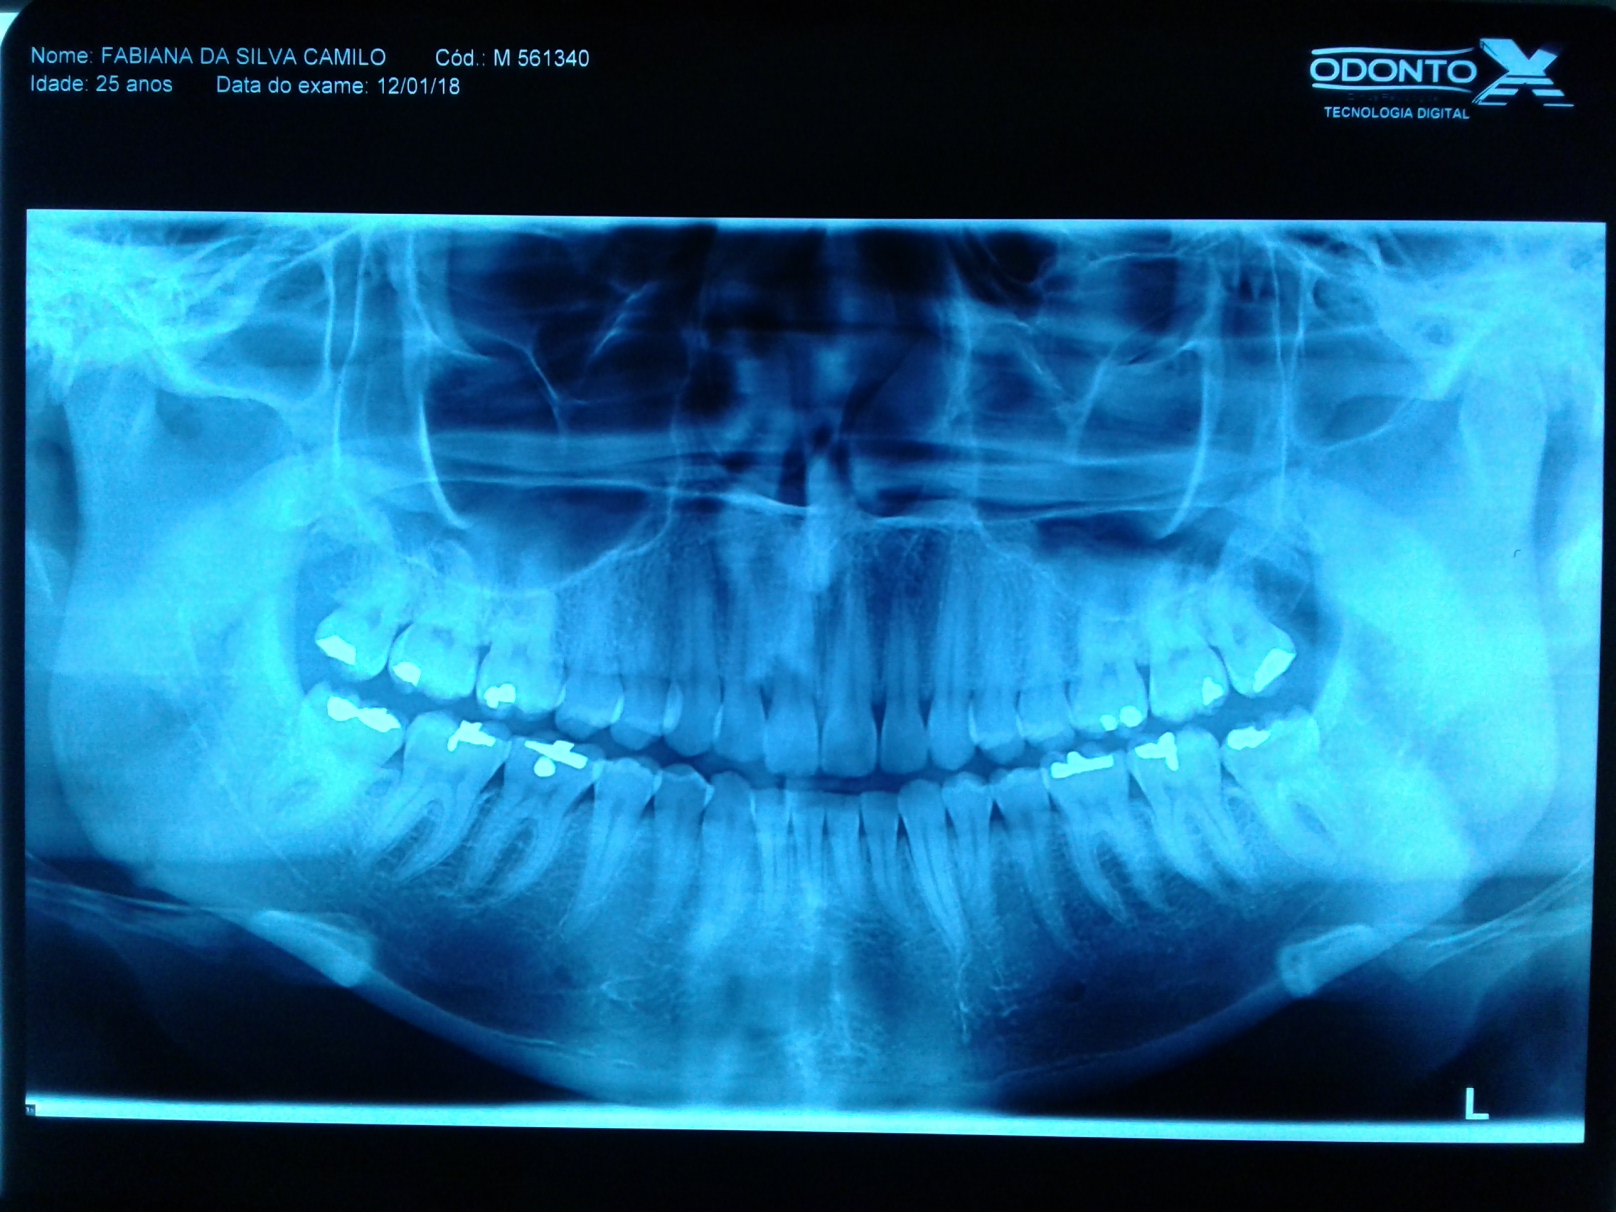 ODONTO X
TECNOLOGIA DIGITAL
Nome: FABIANA DA SILVA CAMILO Cód.: M 561340
Idade: 25 anos Data do exame: 12/01/18
L